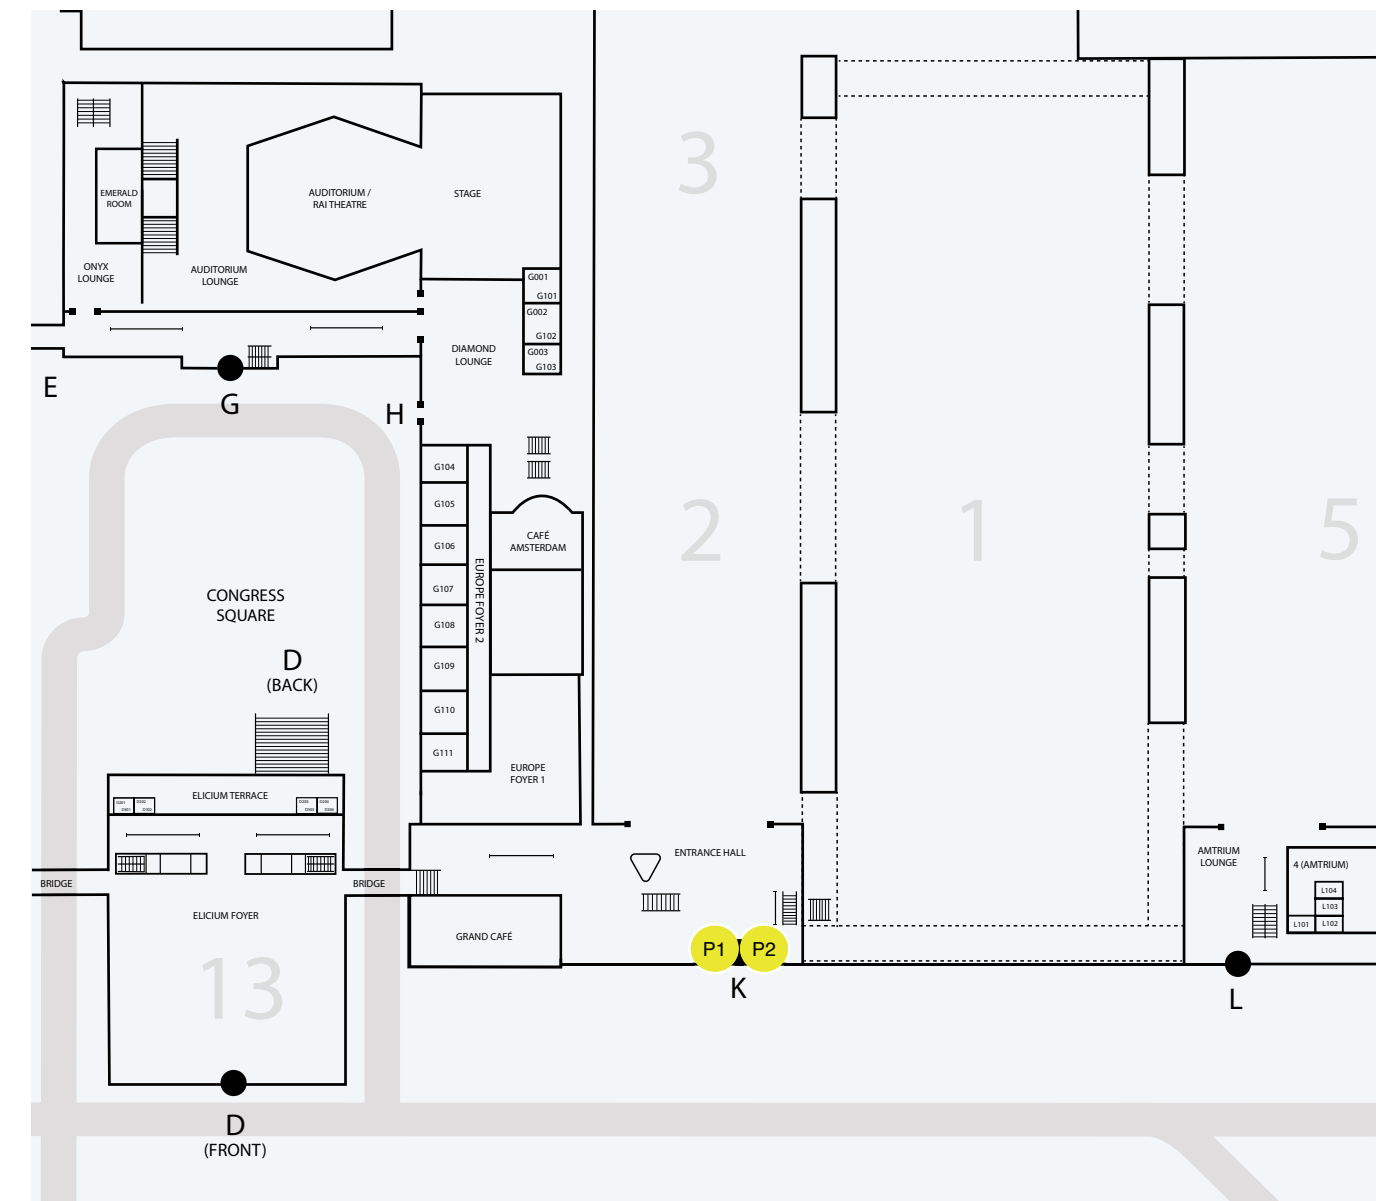 3
EMERALD
ROOM
AUDITORIUM /
RAI THEATRE
STAGE
ONYX
LOUNGE
AUDITORIUM
LOUNGE
G001
G101
G002
G102
G003
G103
DIAMOND
LOUNGE
E
G
H
G104
G105
G106
G107
G108
G109
G110
G111
EUROPE FOYER 2
CAFÉ
AMSTERDAM
2
1
5
CONGRESS
SQUARE
D
(BACK)
EUROPE
FOYER 1
ELICIUM TERRACE
ENTRANCE HALL
AMTRIUM
LOUNGE
4 (AMTRIUM)
L104
L103
L101
L102
BRIDGE
BRIDGE
ELICIUM FOYER
GRAND CAFÉ
13
P1
P2
K
L
D
(FRONT)